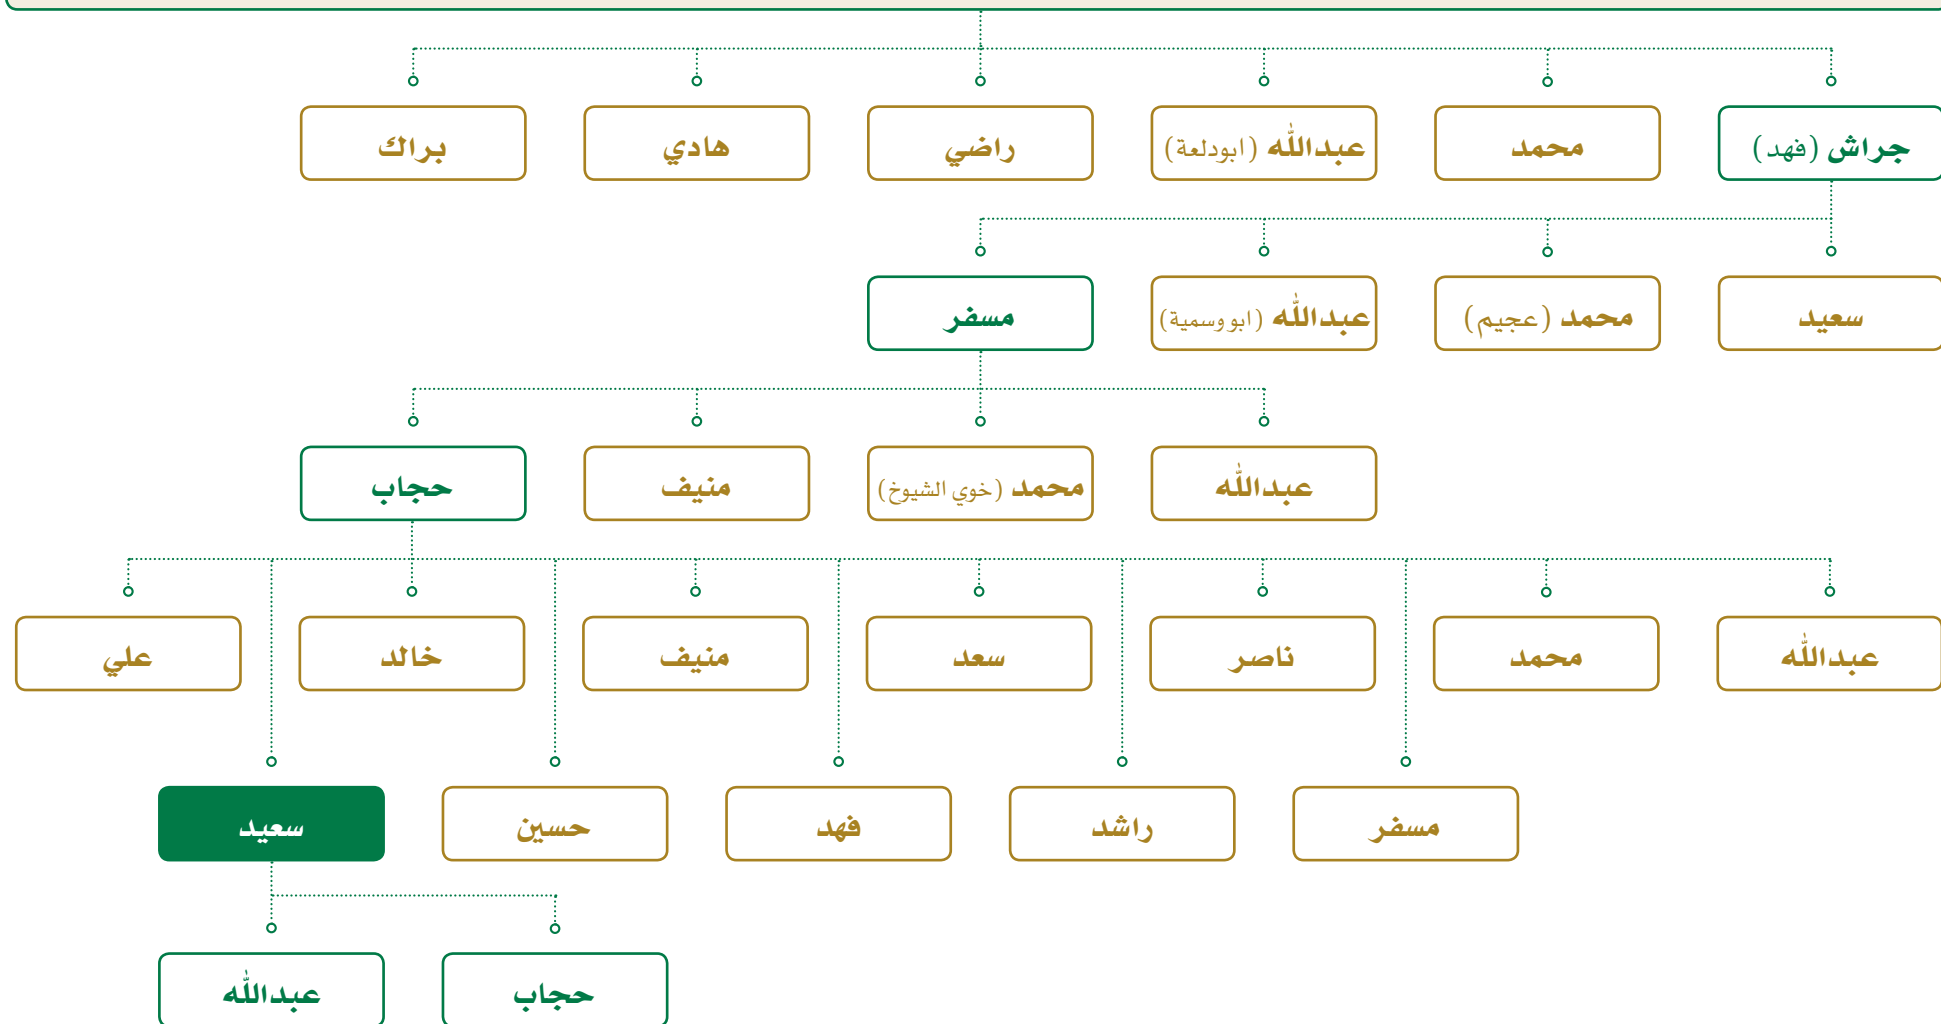 جراش (فهد)
محمد
عبدالله (ابودلعة)
راضي
هادي
براك
سعيد
محمد (عجيم)
عبدالله (ابووسمية)
مسفر
عبدالله
محمد (خوي الشيوخ)
منيف
حجاب
عبدالله
محمد
ناصر
سعد
منيف
خالد
علي
مسفر
راشد
فهد
حسين
سعيد
حجاب
عبدالله